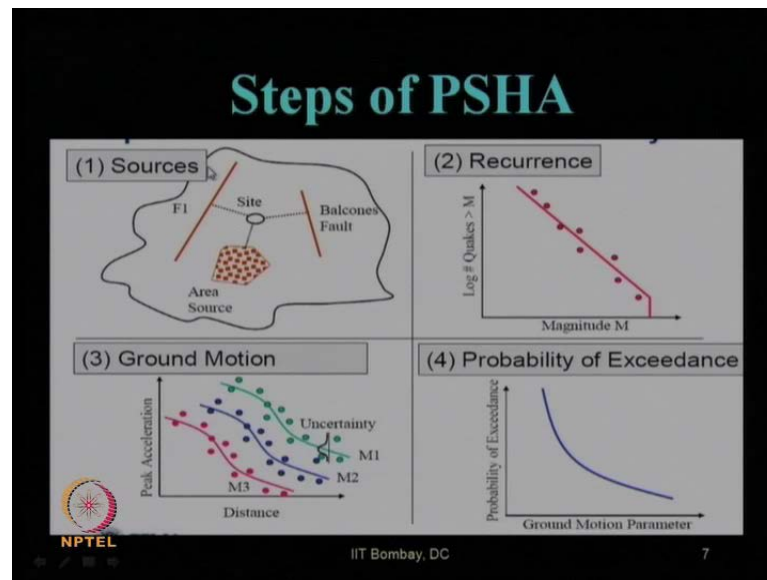 Steps of PSHA
(1) Sources
F1
Site
Balcones
Fault
Area
Source
(2) Recurrence
Log # Quakes > M
Magnitude M
(3) Ground Motion
Peak Acceleration
Uncertainty
M1
M2
M3
Distance
(4) Probability of Exceedance
Probability of Exceedance
Ground Motion Parameter
NPTEL
IIT Bombay, DC
7